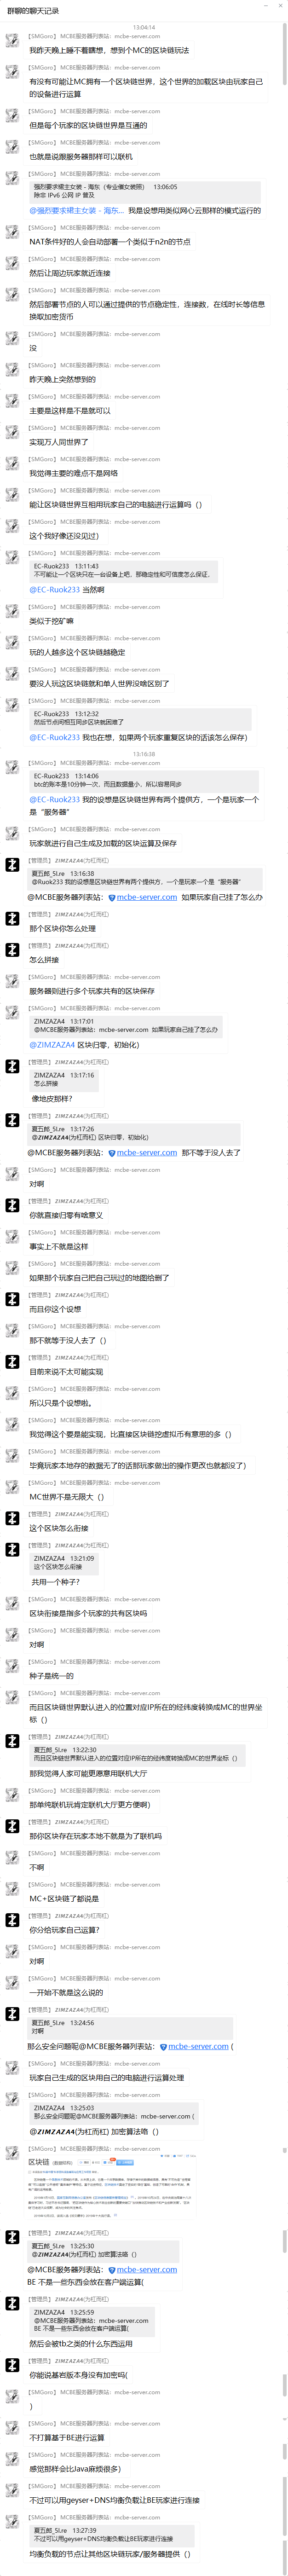 群聊的聊天记录
13:04:14
【SMGoro】 MCBE服务器列表站：mcbe-server.com
我昨天晚上睡不着瞎想，想到个MC的区块链玩法
【SMGoro】 MCBE服务器列表站：mcbe-server.com
有没有可能让MC拥有一个区块链世界，这个世界的加载区块由玩家自己
的设备进行运算
【SMGoro】 MCBE服务器列表站：mcbe-server.com
但是每个玩家的区块链世界是互通的
【SMGoro】 MCBE服务器列表站：mcbe-server.com
也就是说跟服务器那样可以联机
【SMGoro】 MCBE服务器列表站：mcbe-server.com
13:06:05
除非 IPv6 公网 IP 普及
我是设想用类似网心云那样的模式运行的
【SMGoro】 MCBE服务器列表站：mcbe-server.com
NAT条件好的人会自动部署一个类似于n2n的节点
【SMGoro】 MCBE服务器列表站：mcbe-server.com
然后让周边玩家就近连接
【SMGoro】 MCBE服务器列表站：mcbe-server.com
然后部署节点的人可以通过提供的节点稳定性，连接数，在线时长等信息
换取加密货币
【SMGoro】 MCBE服务器列表站：mcbe-server.com
没
【SMGoro】 MCBE服务器列表站：mcbe-server.com
昨天晚上突然想到的
【SMGoro】 MCBE服务器列表站：mcbe-server.com
主要是这样是不是就可以
【SMGoro】 MCBE服务器列表站：mcbe-server.com
实现万人同世界了
【SMGoro】 MCBE服务器列表站：mcbe-server.com
我觉得主要的难点不是网络
【SMGoro】 MCBE服务器列表站：mcbe-server.com
能让区块链世界互相用玩家自己的电脑进行运算吗（）
【SMGoro】 MCBE服务器列表站：mcbe-server.com
这个我好像还没见过）
【SMGoro】 MCBE服务器列表站：mcbe-server.com
EC-Ruok233 13:11:43
不可能让一个区块只在一台设备上吧，那稳定性和可信度怎么保证，
@EC-Ruok233 当然啊
【SMGoro】 MCBE服务器列表站：mcbe-server.com
类似于挖矿嘛
【SMGoro】 MCBE服务器列表站：mcbe-server.com
玩的人越多这个区块链越稳定
【SMGoro】 MCBE服务器列表站：mcbe-server.com
要没人玩这区块链就和单人世界没啥区别了
【SMGoro】 MCBE服务器列表站：mcbe-server.com
EC-Ruok233 13:12:32
然后节点间相互同步区块就困难了
@EC-Ruok233 我也在想，如果两个玩家重复区块的话该怎么保存）
13:16:38
【SMGoro】 MCBE服务器列表站：mcbe-server.com
EC-Ruok233 13:14:06
btc的账本是10分钟一次，而且数据量小，所以容易同步
@EC-Ruok233 我的设想是区块链世界有两个提供方，一个是玩家一个
是“服务器”
【SMGoro】 MCBE服务器列表站：mcbe-server.com
玩家就进行自己生成及加载的区块运算及保存
【管理员】 ZIMZAZA4(为杠而杠)
夏五郎_Sl.re 13:16:38
@Ruok233 我的设想是区块链世界有两个提供方，一个是玩家一个是“服务器”
@MCBE服务器列表站：mcbe-server.com 如果玩家自己挂了怎么办
【管理员】 ZIMZAZA4(为杠而杠)
那个区块你怎么处理
【管理员】 ZIMZAZA4(为杠而杠)
怎么拼接
【SMGoro】 MCBE服务器列表站：mcbe-server.com
服务器则进行多个玩家共有的区块保存
【SMGoro】 MCBE服务器列表站：mcbe-server.com
ZIMZAZA4 13:17:01
@MCBE服务器列表站：mcbe-server.com 如果玩家自己挂了怎么办
@ZIMZAZA4 区块归零，初始化）
【管理员】 ZIMZAZA4(为杠而杠)
ZIMZAZA4 13:17:16
怎么拼接
像地皮那样？
【管理员】 ZIMZAZA4(为杠而杠)
夏五郎_Sl.re 13:17:26
@ZIMZAZA4(为杠而杠) 区块归零，初始化）
@MCBE服务器列表站：mcbe-server.com 那不等于没人去了
【SMGoro】 MCBE服务器列表站：mcbe-server.com
对啊
【管理员】 ZIMZAZA4(为杠而杠)
你就直接归零有啥意义
【SMGoro】 MCBE服务器列表站：mcbe-server.com
事实上不就是这样
【SMGoro】 MCBE服务器列表站：mcbe-server.com
如果那个玩家自己把自己玩过的地图给删了
【管理员】 ZIMZAZA4(为杠而杠)
而且你这个设想
【SMGoro】 MCBE服务器列表站：mcbe-server.com
那不就等于没人去了（）
【管理员】 ZIMZAZA4(为杠而杠)
目前来说不太可能实现
【SMGoro】 MCBE服务器列表站：mcbe-server.com
所以只是个设想啦。
【SMGoro】 MCBE服务器列表站：mcbe-server.com
我觉得这个要是能实现，比直接区块链挖虚拟币有意思的多（）
【SMGoro】 MCBE服务器列表站：mcbe-server.com
毕竟玩家本地存的数据无了的话那玩家做出的操作更改也就都没了）
【SMGoro】 MCBE服务器列表站：mcbe-server.com
MC世界不是无限大（）
【管理员】 ZIMZAZA4(为杠而杠)
这个区块怎么衔接
【管理员】 ZIMZAZA4(为杠而杠)
ZIMZAZA4 13:21:09
这个区块怎么衔接
共用一个种子？
【SMGoro】 MCBE服务器列表站：mcbe-server.com
区块衔接是指多个玩家的共有区块吗
【SMGoro】 MCBE服务器列表站：mcbe-server.com
对啊
【SMGoro】 MCBE服务器列表站：mcbe-server.com
种子是统一的
【SMGoro】 MCBE服务器列表站：mcbe-server.com
而且区块链世界默认进入的位置对应IP所在的经纬度转换成MC的世界坐
标（）
【管理员】 ZIMZAZA4(为杠而杠)
夏五郎_Sl.re 13:22:30
而且区块链世界默认进入的位置对应IP所在的经纬度转换成MC的世界坐标（）
那我觉得人家可能更愿意用联机大厅
【SMGoro】 MCBE服务器列表站：mcbe-server.com
那单纯联机玩肯定联机大厅更方便啊）
【管理员】 ZIMZAZA4(为杠而杠)
那你区块存在玩家本地不就是为了联机吗
【SMGoro】 MCBE服务器列表站：mcbe-server.com
不啊
【SMGoro】 MCBE服务器列表站：mcbe-server.com
MC+区块链了都说是
【管理员】 ZIMZAZA4(为杠而杠)
你分给玩家自己运算?
【SMGoro】 MCBE服务器列表站：mcbe-server.com
对啊
【SMGoro】 MCBE服务器列表站：mcbe-server.com
一开始不就是这么说的
【管理员】 ZIMZAZA4(为杠而杠)
夏五郎_Sl.re 13:24:56
对啊
那么安全问题呢@MCBE服务器列表站：mcbe-server.com (
【SMGoro】 MCBE服务器列表站：mcbe-server.com
玩家自己生成的区块用自己的电脑进行运算处理
【SMGoro】 MCBE服务器列表站：mcbe-server.com
ZIMZAZA4 13:25:03
那么安全问题呢@MCBE服务器列表站：mcbe-server.com (
@ZIMZAZA4(为杠而杠) 加密算法咯（）
【SMGoro】 MCBE服务器列表站：mcbe-server.com
区块链
【管理员】 ZIMZAZA4(为杠而杠)
夏五郎_Sl.re 13:25:30
@ZIMZAZA4(为杠而杠) 加密算法咯（）
@MCBE服务器列表站：mcbe-server.com
BE 不是一些东西会放在客户端运算(
【管理员】 ZIMZAZA4(为杠而杠)
ZIMZAZA4 13:25:59
@MCBE服务器列表站：mcbe-server.com
BE 不是一些东西会放在客户端运算(
然后会被tb之类的什么东西运用
【管理员】 ZIMZAZA4(为杠而杠)
你能说基岩版本身没有加密吗(
【SMGoro】 MCBE服务器列表站：mcbe-server.com
）
【SMGoro】 MCBE服务器列表站：mcbe-server.com
不打算基于BE进行运算
【SMGoro】 MCBE服务器列表站：mcbe-server.com
感觉那样会比Java麻烦很多）
【SMGoro】 MCBE服务器列表站：mcbe-server.com
不过可以用geyser+DNS均衡负载让BE玩家进行连接
【SMGoro】 MCBE服务器列表站：mcbe-server.com
夏五郎_Sl.re 13:27:39
不过可以用geyser+DNS均衡负载让BE玩家进行连接
均衡负载的节点让其他区块链玩家/服务器提供（）